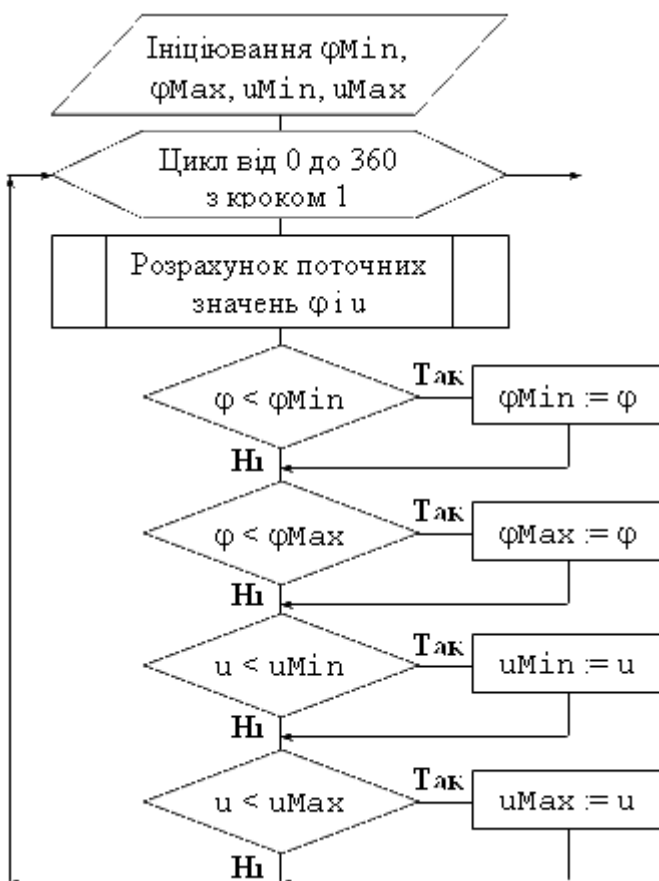 Ініціювання φMin,
φMax, uMin, uMax
Цикл від 0 до 360
з кроком 1
Розрахунок поточних
значень φ і u
φ < φMin
Так
φMin := φ
Ні
φ < φMax
Так
φMax := φ
Ні
u < uMin
Так
uMin := u
Ні
u < uMax
Так
uMax := u
Ні